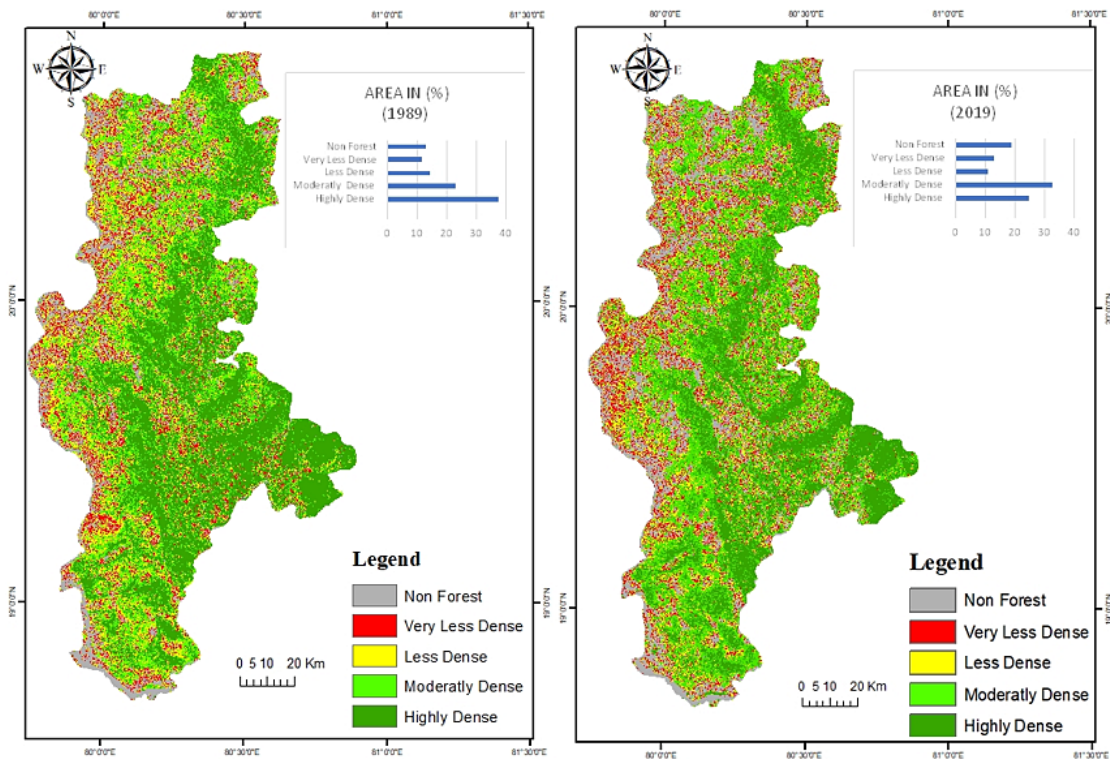 80°0'0"E 80°30'0"E 81°0'0"E 81°30'0"E
N
W E
S
AREA IN (%)
(1989)
Non Forest
Very Less Dense
Less Dense
Moderatly Dense
Highly Dense
0 10 20 30 40
20°0'0"N
19°0'0"N
Legend
Non Forest
Very Less Dense
Less Dense
Moderatly Dense
Highly Dense
0 5 10 20 Km
80°0'0"E 80°30'0"E 81°0'0"E 81°30'0"E
80°0'0"E 80°30'0"E 81°0'0"E 81°30'0"E
N
W E
S
AREA IN (%)
(2019)
Non Forest
Very Less Dense
Less Dense
Moderatly Dense
Highly Dense
0 10 20 30 40
20°0'0"N
20°0'0"N
19°0'0"N
19°0'0"N
Legend
Non Forest
Very Less Dense
Less Dense
Moderatly Dense
Highly Dense
0 5 10 20 Km
80°0'0"E 80°30'0"E 81°0'0"E 81°30'0"E